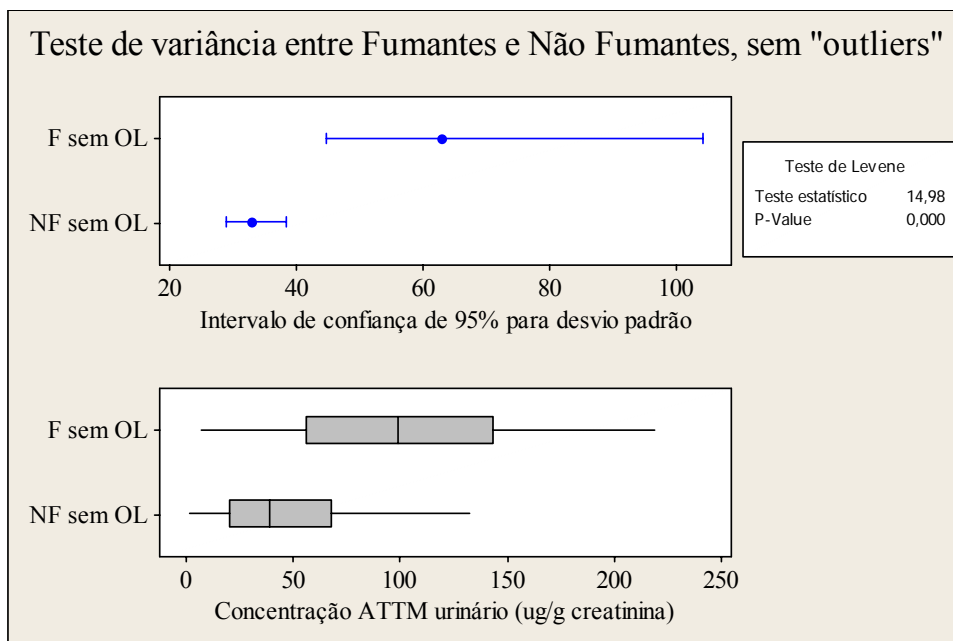 Teste de variância entre Fumantes e Não Fumantes, sem "outliers"
F sem OL
NF sem OL
20 40 60 80 100
Intervalo de confiança de 95% para desvio padrão
Teste de Levene
Teste estatístico 14,98
P-Value 0,000
F sem OL
NF sem OL
0 50 100 150 200 250
Concentração ATTM urinário (ug/g creatinina)